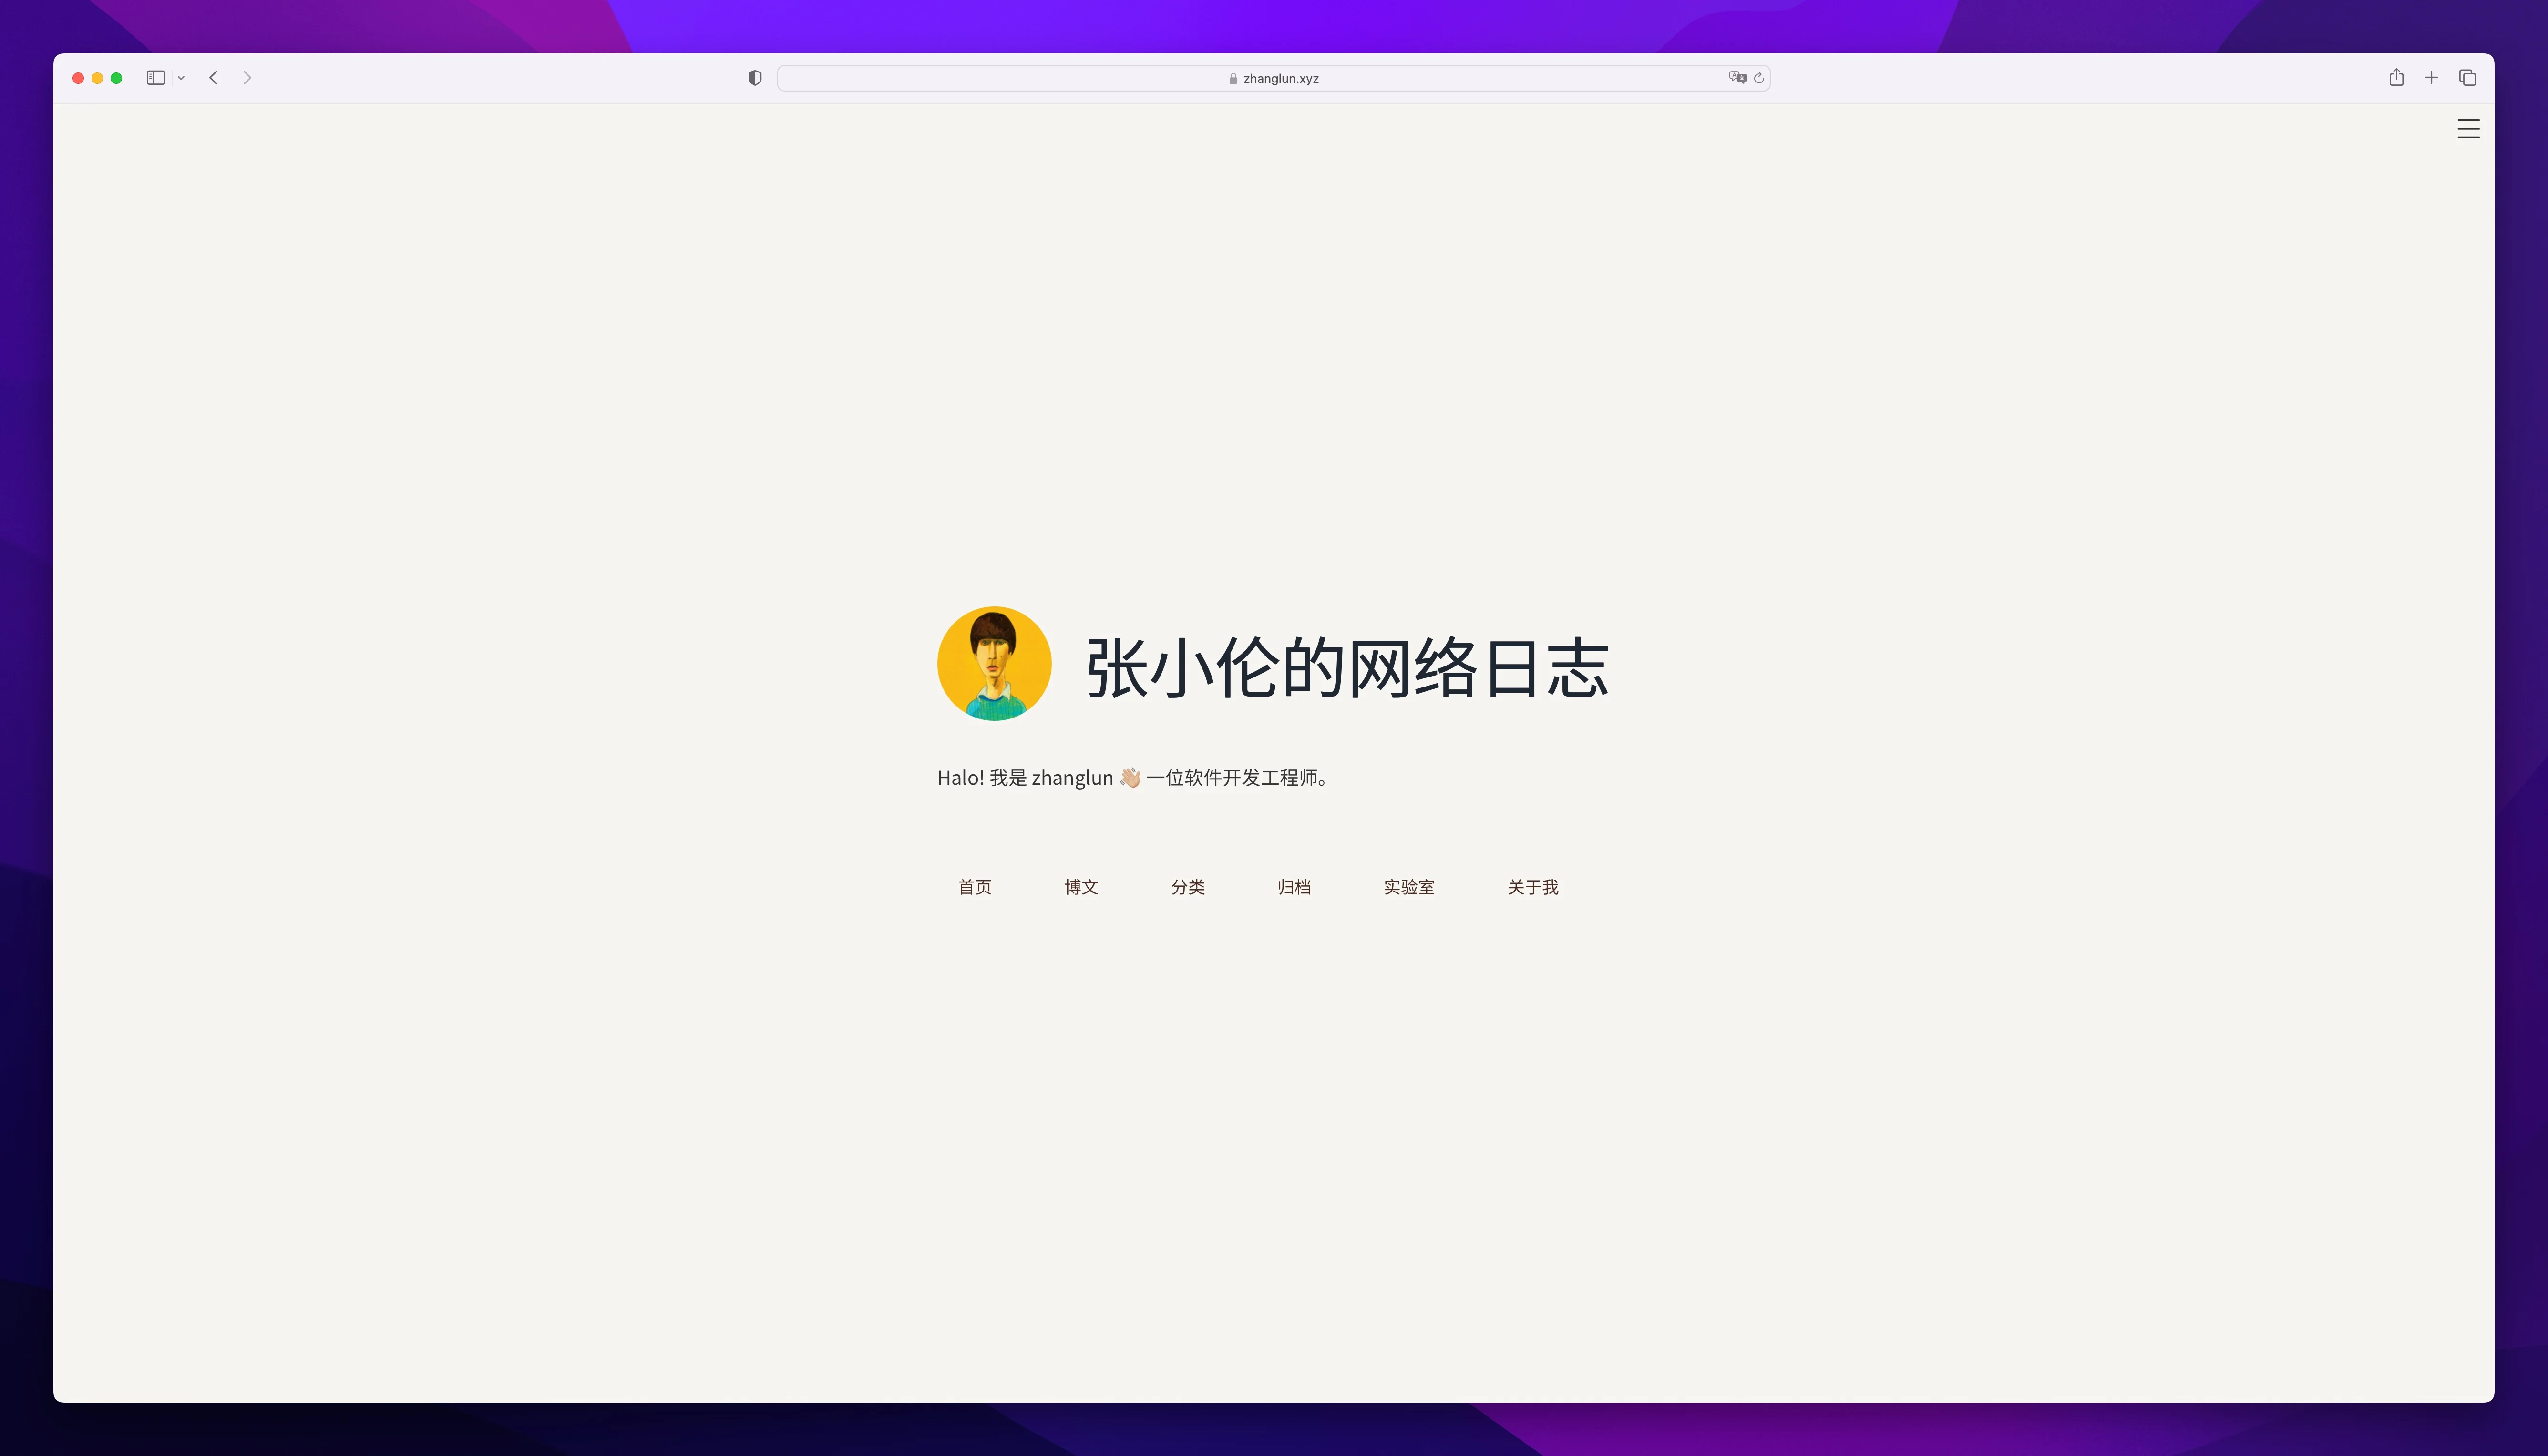 zhanglun.xyz
张小伦的网络日志
Halo! 我是 zhanglun 👋🏼 一位软件开发工程师。
首页 博文 分类 归档 实验室 关于我